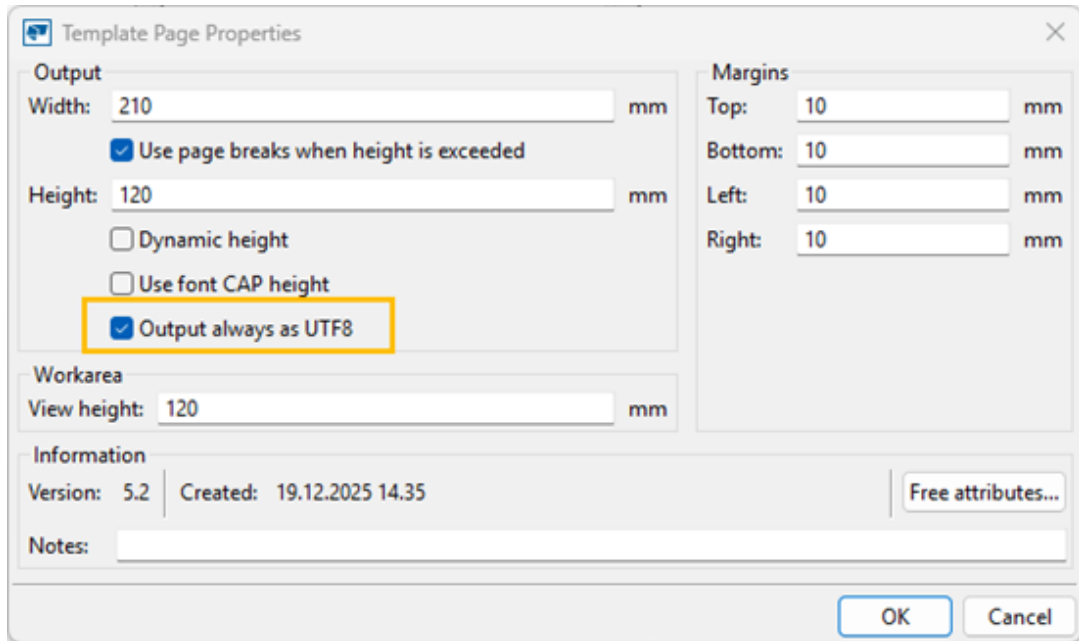 Template Page Properties
Output
Width: 210 mm
Use page breaks when height is exceeded
Height: 120 mm
Dynamic height
Use font CAP height
Output always as UTF8
Margins
Top: 10 mm
Bottom: 10 mm
Left: 10 mm
Right: 10 mm
Workarea
View height: 120 mm
Information
Version: 5.2 Created: 19.12.2025 14.35 Free attributes...
Notes:
OK Cancel